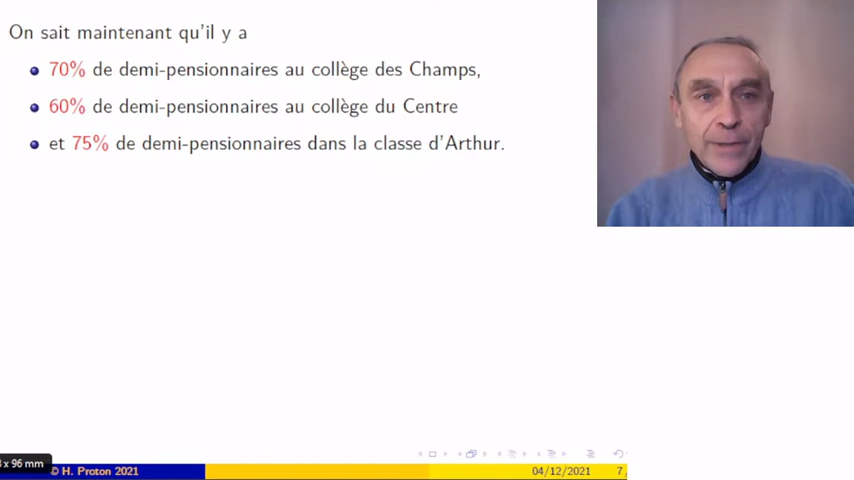 On sait maintenant qu'il y a
70% de demi-pensionnaires au collège des Champs,
60% de demi-pensionnaires au collège du Centre
et 75% de demi-pensionnaires dans la classe d'Arthur.
x 96 mm
© H. Proton 2021
04/12/2021
7/